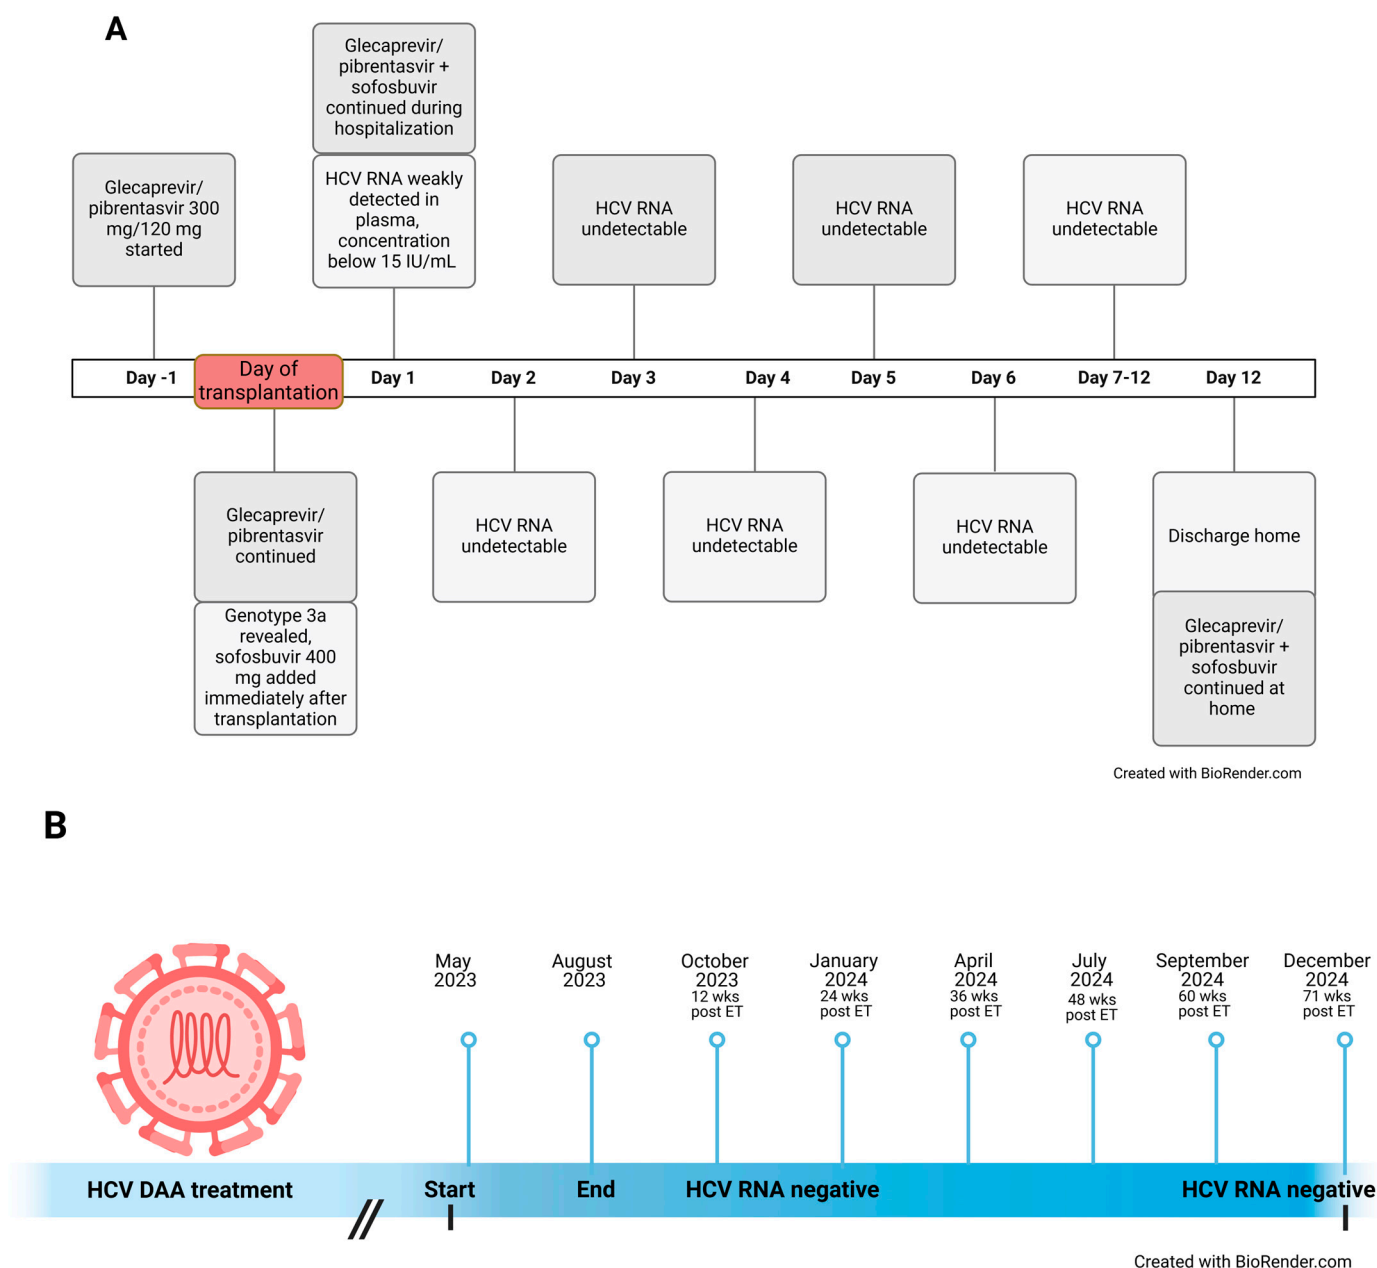 A
Glecaprevir/
pibrentasvir +
sofosbuvir
continued during
hospitalization
Glecaprevir/
pibrentasvir 300
mg/120 mg
started
HCV RNA weakly
detected in
plasma,
concentration
below 15 IU/mL
HCV RNA
undetectable
HCV RNA
undetectable
HCV RNA
undetectable
Day -1
Day of
transplantation
Day 1
Day 2
Day 3
Day 4
Day 5
Day 6
Day 7-12
Day 12
Glecaprevir/
pibrentasvir
continued
Genotype 3a
revealed,
sofosbuvir 400
mg added
immediately after
transplantation
HCV RNA
undetectable
HCV RNA
undetectable
HCV RNA
undetectable
Discharge home
Glecaprevir/
pibrentasvir +
sofosbuvir
continued at
home
Created with BioRender.com
B
May
2023
August
2023
October
2023
12 wks
post ET
January
2024
24 wks
post ET
April
2024
36 wks
post ET
July
2024
48 wks
post ET
September
2024
60 wks
post ET
December
2024
71 wks
post ET
HCV DAA treatment
Start
End
HCV RNA negative
HCV RNA negative
Created with BioRender.com